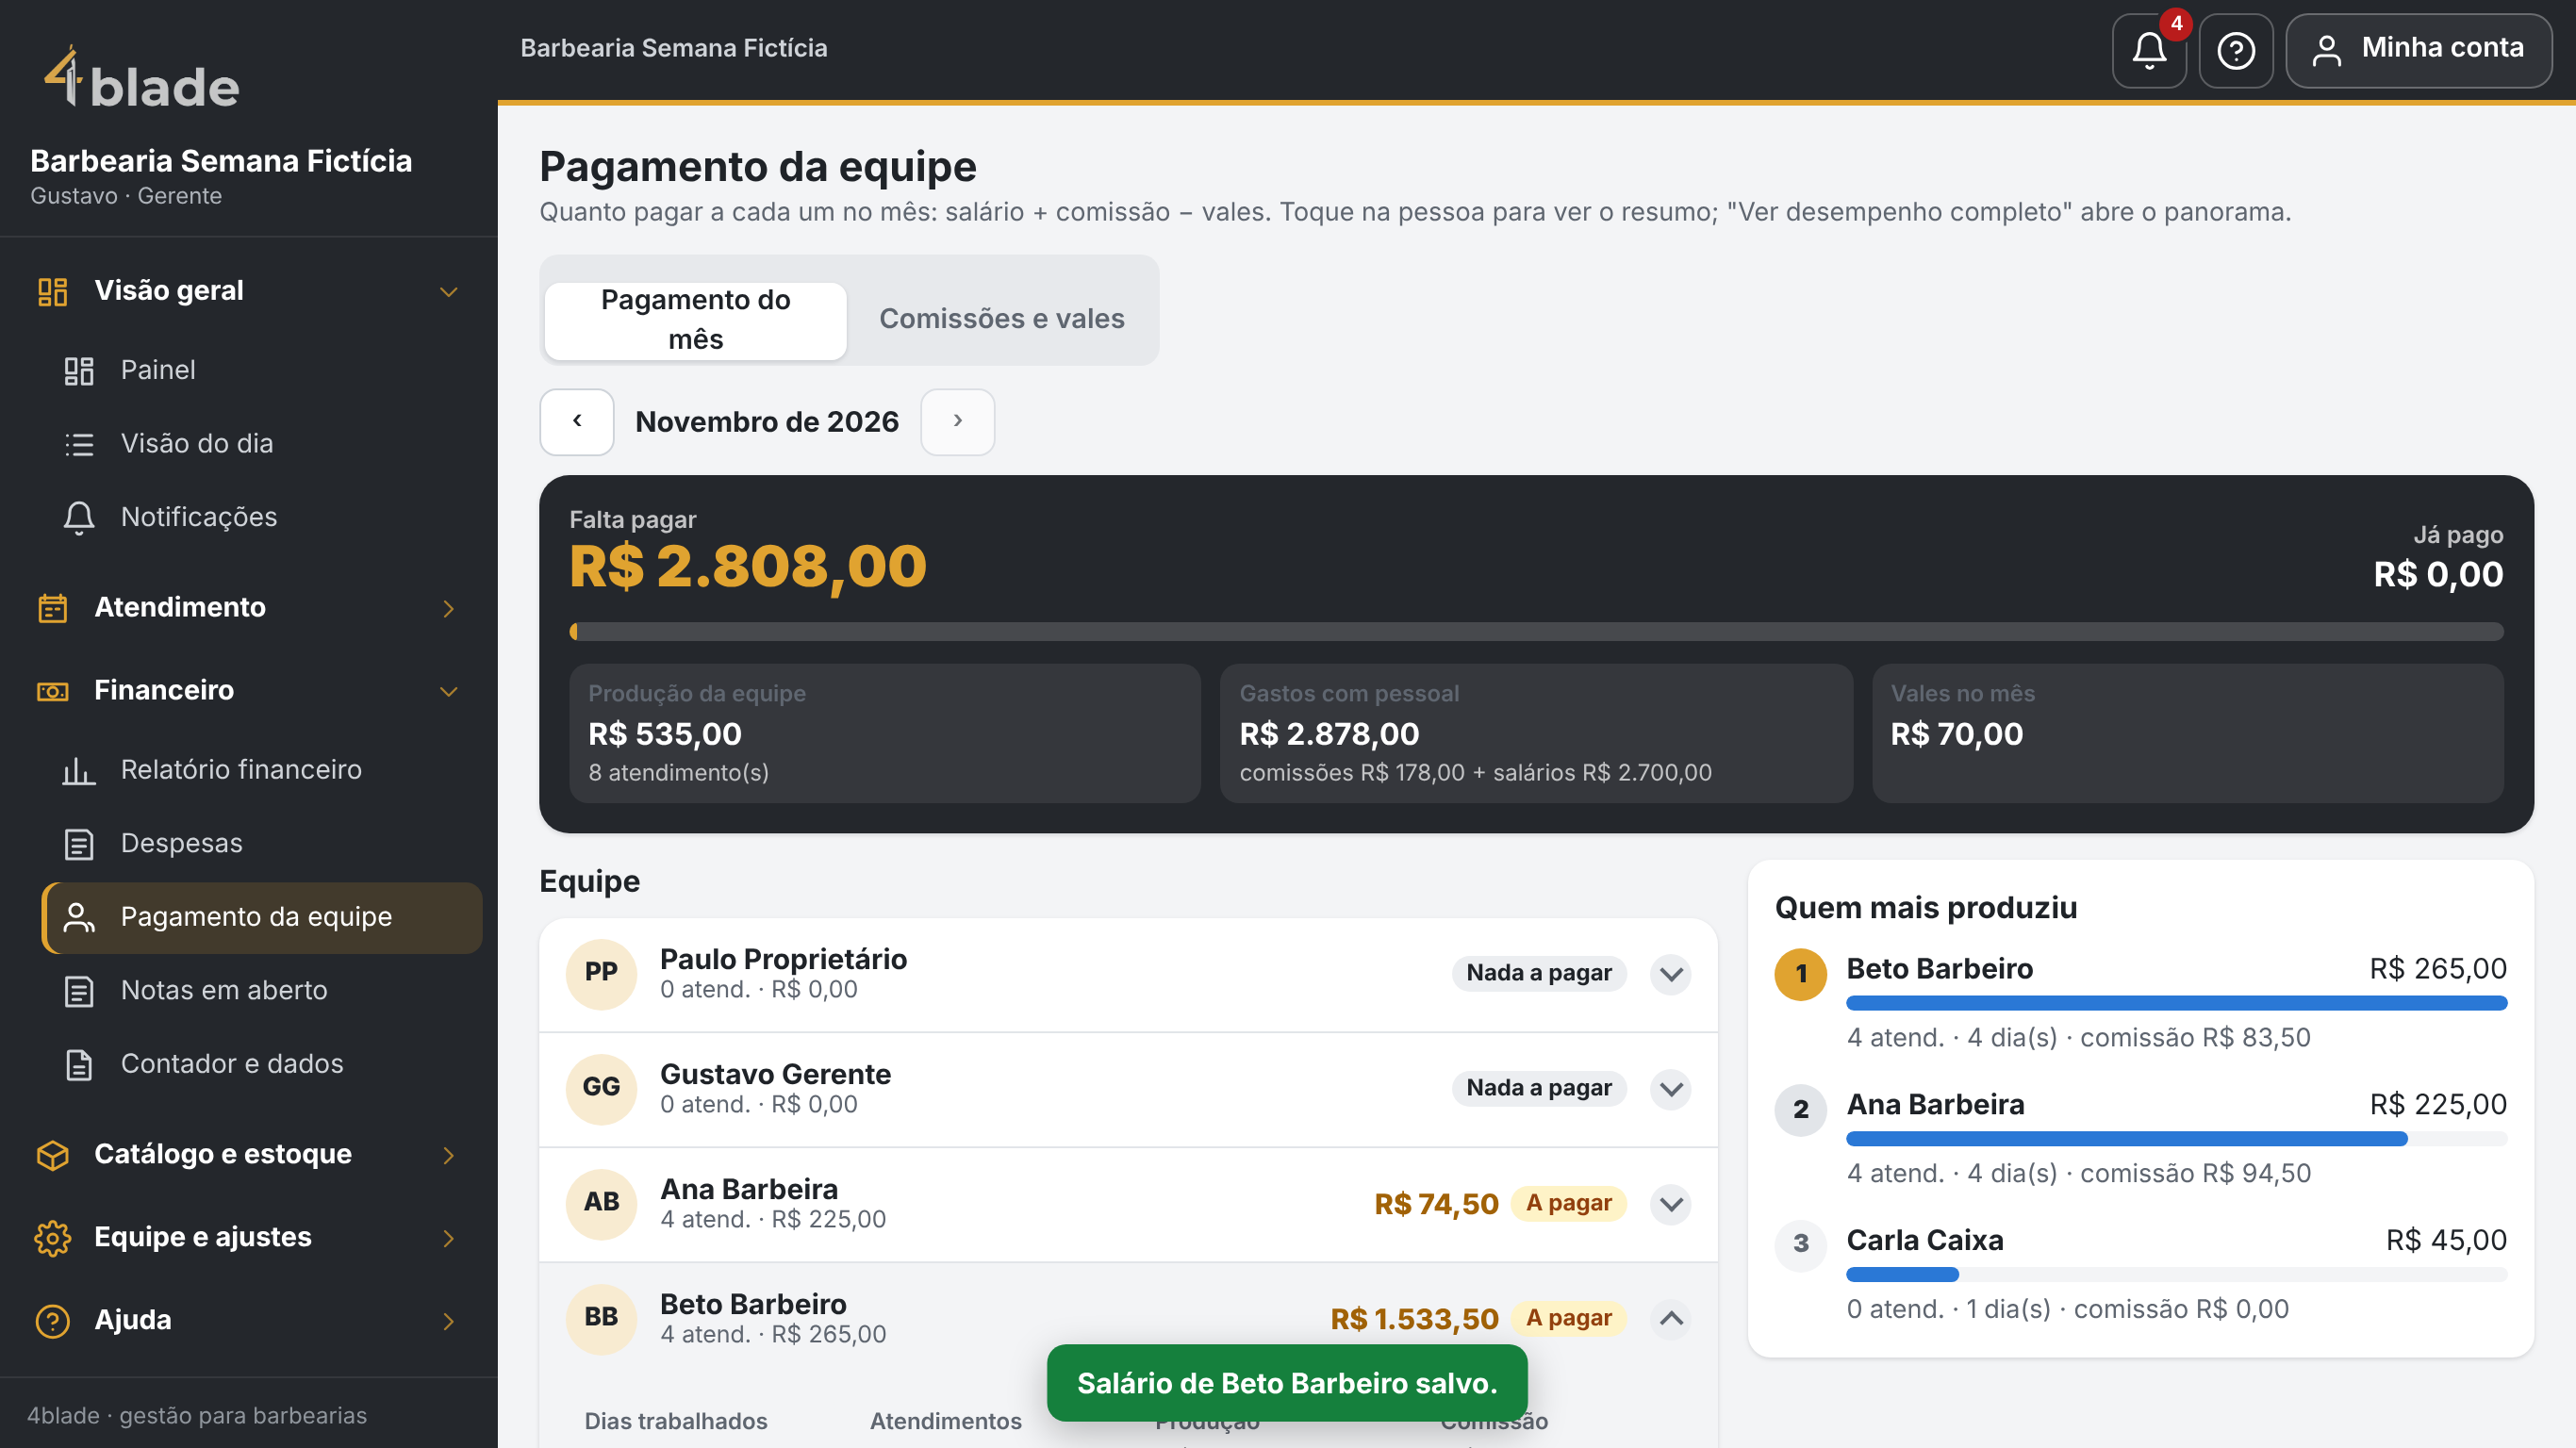 4blade
Barbearia Semana Fictícia
Gustavo · Gerente
Visão geral
Painel
Visão do dia
Notificações
Atendimento
Financeiro
Relatório financeiro
Despesas
Pagamento da equipe
Notas em aberto
Contador e dados
Catálogo e estoque
Equipe e ajustes
Ajuda
4blade · gestão para barbearias
Barbearia Semana Fictícia
4
Minha conta
Pagamento da equipe
Quanto pagar a cada um no mês: salário + comissão − vales. Toque na pessoa para ver o resumo; "Ver desempenho completo" abre o panorama.
Pagamento do
mês
Comissões e vales
Novembro de 2026
Falta pagar
R$ 2.808,00
Já pago
R$ 0,00
Produção da equipe
R$ 535,00
8 atendimento(s)
Gastos com pessoal
R$ 2.878,00
comissões R$ 178,00 + salários R$ 2.700,00
Vales no mês
R$ 70,00
Equipe
PP
Paulo Proprietário
0 atend. · R$ 0,00
Nada a pagar
GG
Gustavo Gerente
0 atend. · R$ 0,00
Nada a pagar
AB
Ana Barbeira
4 atend. · R$ 225,00
R$ 74,50
A pagar
BB
Beto Barbeiro
4 atend. · R$ 265,00
R$ 1.533,50
A pagar
Salário de Beto Barbeiro salvo.
Dias trabalhados
Atendimentos
Produção
Comissão
Quem mais produziu
1
Beto Barbeiro
R$ 265,00
4 atend. · 4 dia(s) · comissão R$ 83,50
2
Ana Barbeira
R$ 225,00
4 atend. · 4 dia(s) · comissão R$ 94,50
3
Carla Caixa
R$ 45,00
0 atend. · 1 dia(s) · comissão R$ 0,00